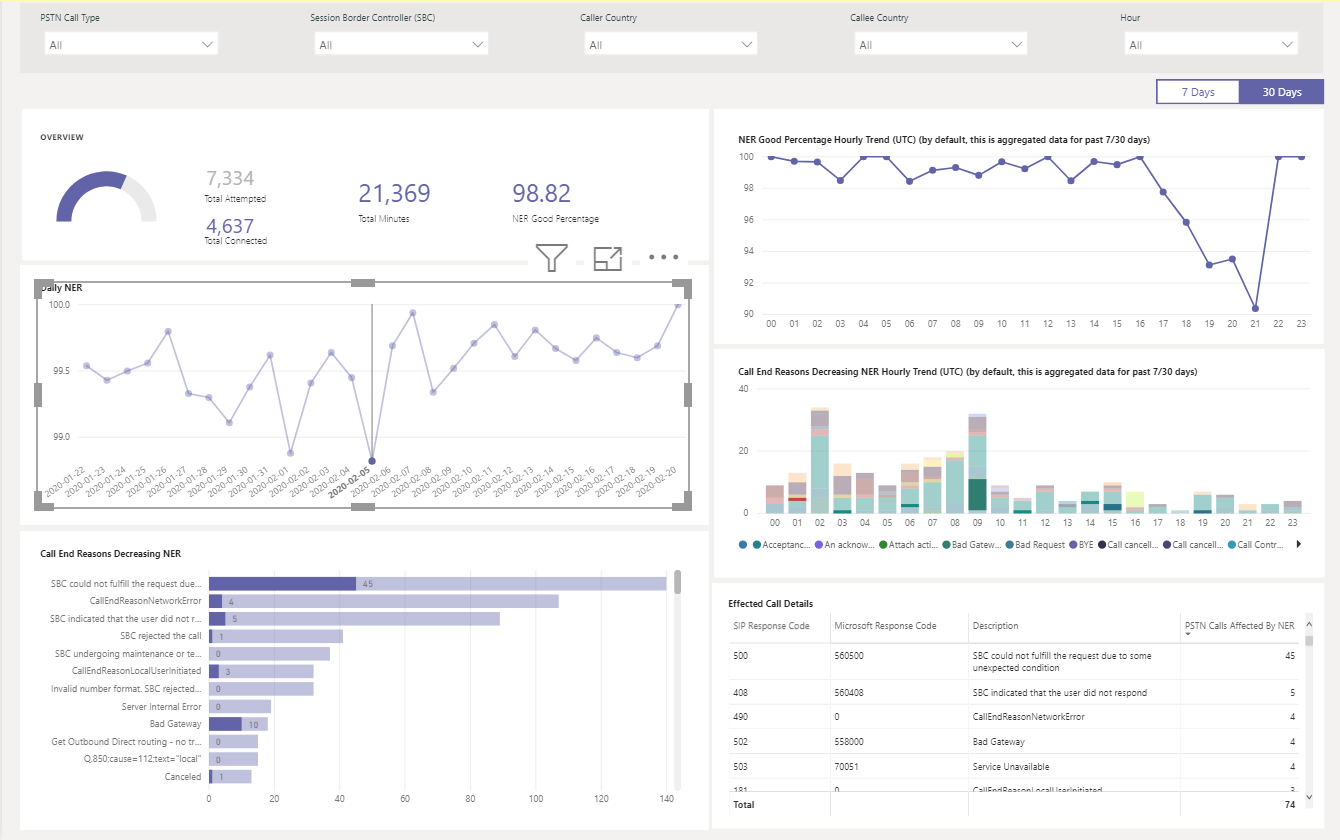 PSTN Call Type
Session Border Controller (SBC)
Caller Country
Callee Country
Hour
All
All
All
All
All
7 Days
30 Days
OVERVIEW
7,334
Total Attempted
4,637
Total Connected
21,369
Total Minutes
98.82
NER Good Percentage
Daily NER
100.0
99.5
99.0
2020-01-22
2020-01-23
2020-01-24
2020-01-25
2020-01-26
2020-01-27
2020-01-28
2020-01-29
2020-01-30
2020-01-31
2020-02-01
2020-02-02
2020-02-03
2020-02-04
2020-02-05
2020-02-06
2020-02-07
2020-02-08
2020-02-09
2020-02-10
2020-02-11
2020-02-12
2020-02-13
2020-02-14
2020-02-15
2020-02-16
2020-02-17
2020-02-18
2020-02-19
2020-02-20
Call End Reasons Decreasing NER
SBC could not fulfill the request due... 45
CallEndReasonNetworkError 4
SBC indicated that the user did not r... 5
SBC rejected the call 1
SBC undergoing maintenance or te... 0
CallEndReasonLocalUserInitiated 3
Invalid number format. SBC rejected... 0
Server Internal Error 0
Bad Gateway 10
Get Outbound Direct routing - no tr... 0
Q.850;cause=112;text="local" 0
Canceled 1
0 20 40 60 80 100 120 140
NER Good Percentage Hourly Trend (UTC) (by default, this is aggregated data for past 7/30 days)
100
98
96
94
92
90
00 01 02 03 04 05 06 07 08 09 10 11 12 13 14 15 16 17 18 19 20 21 22 23
Call End Reasons Decreasing NER Hourly Trend (UTC) (by default, this is aggregated data for past 7/30 days)
40
20
0
00 01 02 03 04 05 06 07 08 09 10 11 12 13 14 15 16 17 18 19 20 21 22 23
Acceptanc... An acknow... Attach acti... Bad Gatew... Bad Request BYE Call cancell... Call cancell... Call Contr...
Effected Call Details
SIP Response Code Microsoft Response Code Description PSTN Calls Affected By NER
500 560500 SBC could not fulfill the request due to some 45
unexpected condition
408 560408 SBC indicated that the user did not respond 5
490 0 CallEndReasonNetworkError 4
502 558000 Bad Gateway 4
503 70051 Service Unavailable 4
181 0 CallEndReasonLocalUserInitiated 3
Total 74